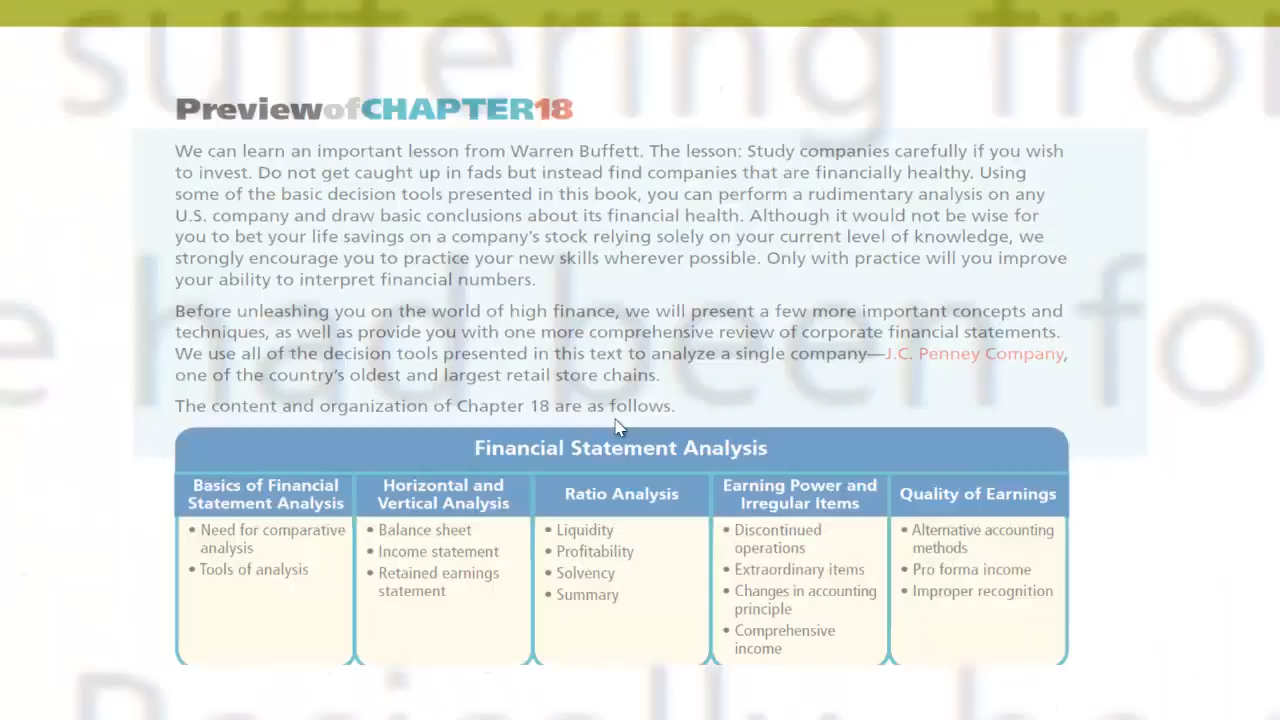 suffering from
Preview of CHAPTER 18
We can learn an important lesson from Warren Buffett. The lesson: Study companies carefully if you wish
to invest. Do not get caught up in fads but instead find companies that are financially healthy. Using
some of the basic decision tools presented in this book, you can perform a rudimentary analysis on any
U.S. company and draw basic conclusions about its financial health. Although it would not be wise for
you to bet your life savings on a company's stock relying solely on your current level of knowledge, we
strongly encourage you to practice your new skills wherever possible. Only with practice will you improve
your ability to interpret financial numbers.
had been fo
Before unleashing you on the world of high finance, we will present a few more important concepts and
techniques, as well as provide you with one more comprehensive review of corporate financial statements.
We use all of the decision tools presented in this text to analyze a single company—J.C. Penney Company,
one of the country's oldest and largest retail store chains.
The content and organization of Chapter 18 are as follows.
Financial Statement Analysis
Basics of Financial
Statement Analysis
• Need for comparative
analysis
• Tools of analysis
Horizontal and
Vertical Analysis
• Balance sheet
• Income statement
• Retained earnings
statement
Ratio Analysis
• Liquidity
• Profitability
• Solvency
• Summary
Earning Power and
Irregular Items
• Discontinued
operations
• Extraordinary items
• Changes in accounting
principle
• Comprehensive
income
Quality of Earnings
• Alternative accounting
methods
• Pro forma income
• Improper recognition